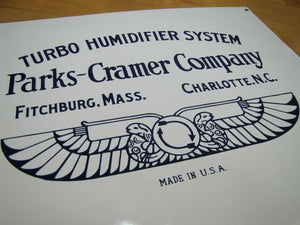 TURBO HUMIDIFIER SYSTEM
Parks-Cramer Company
FITCHBURG, MASS. CHARLOTTE, N.C.
MADE IN U.S.A.